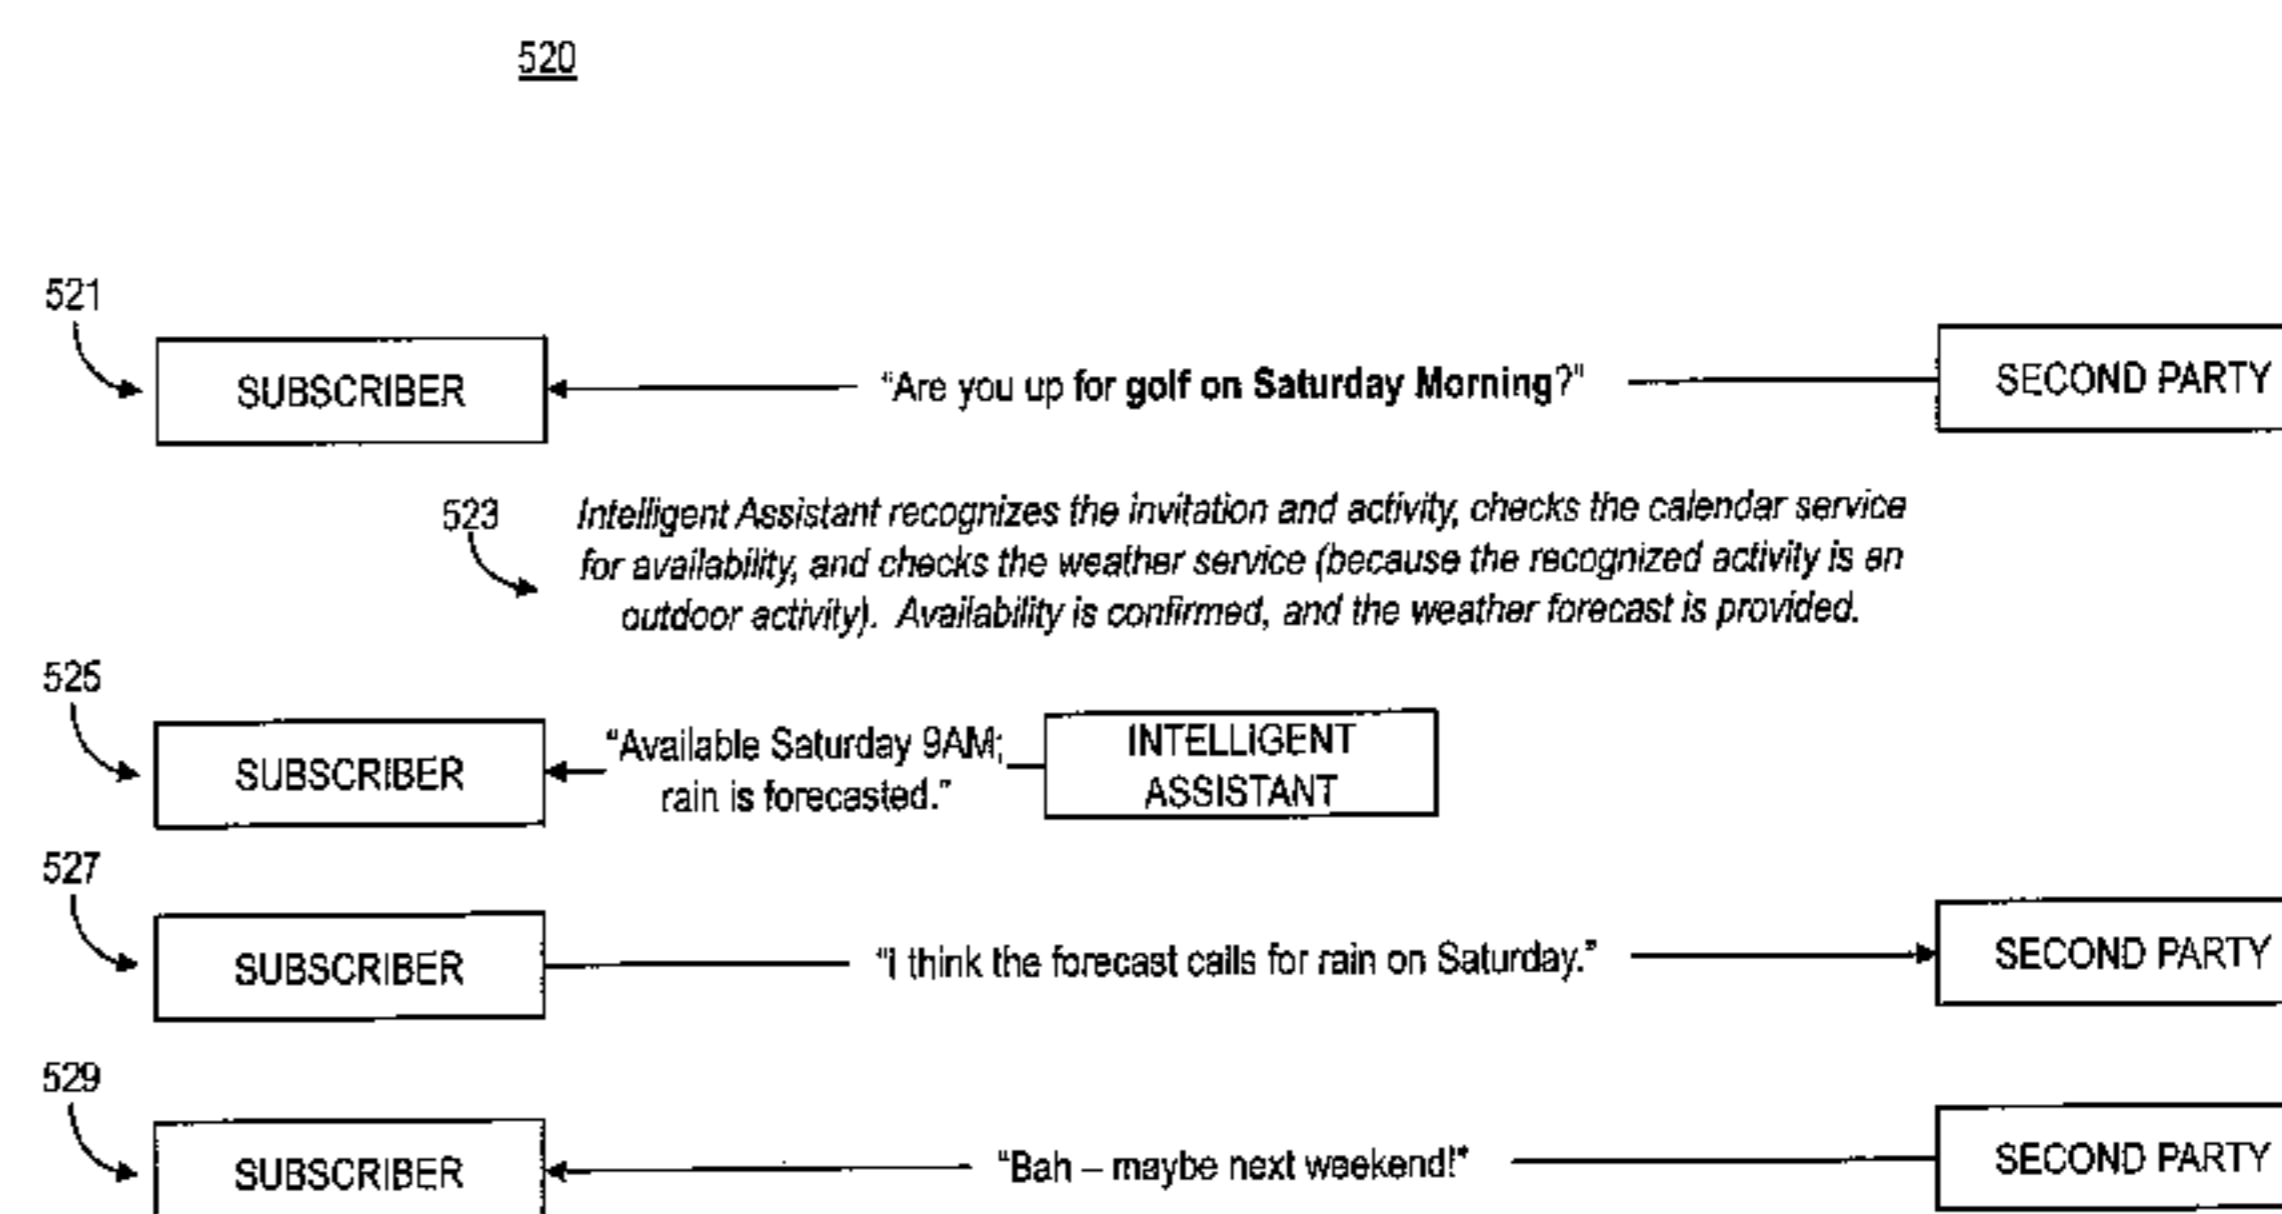 520
521
SUBSCRIBER "Are you up for golf on Saturday Morning?" SECOND PARTY
523
Intelligent Assistant recognizes the invitation and activity, checks the calendar service
for availability, and checks the weather service (because the recognized activity is an
outdoor activity). Availability is confirmed, and the weather forecast is provided.
525
SUBSCRIBER
"Available Saturday 9AM;
rain is forecasted."
INTELLIGENT
ASSISTANT
527
SUBSCRIBER "I think the forecast calls for rain on Saturday." SECOND PARTY
529
SUBSCRIBER "Bah – maybe next weekend!" SECOND PARTY